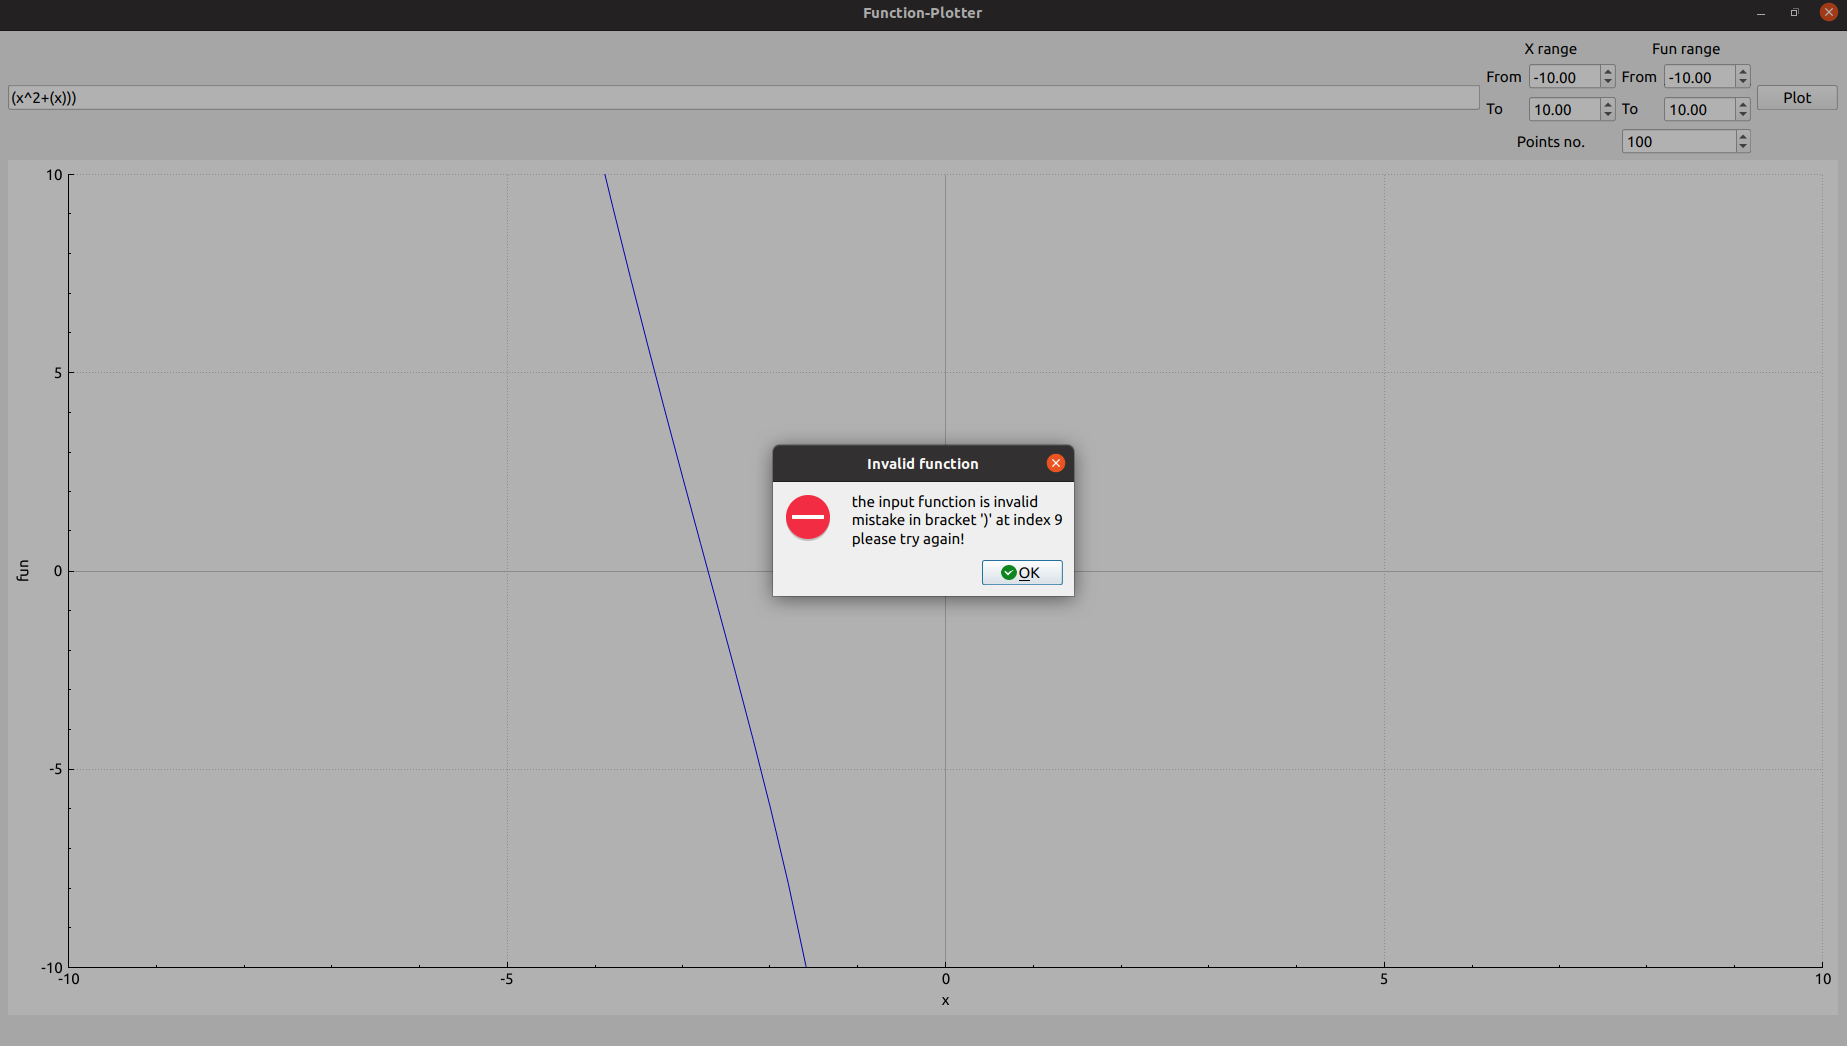 Function-Plotter
X range
Fun range
From
-10.00
From
-10.00
(x^2+(x)))
Plot
To
10.00
To
10.00
Points no.
100
10
5
0
-5
-10
fun
-10
-5
0
5
10
x
Invalid function
the input function is invalid
mistake in bracket ')' at index 9
please try again!
OK